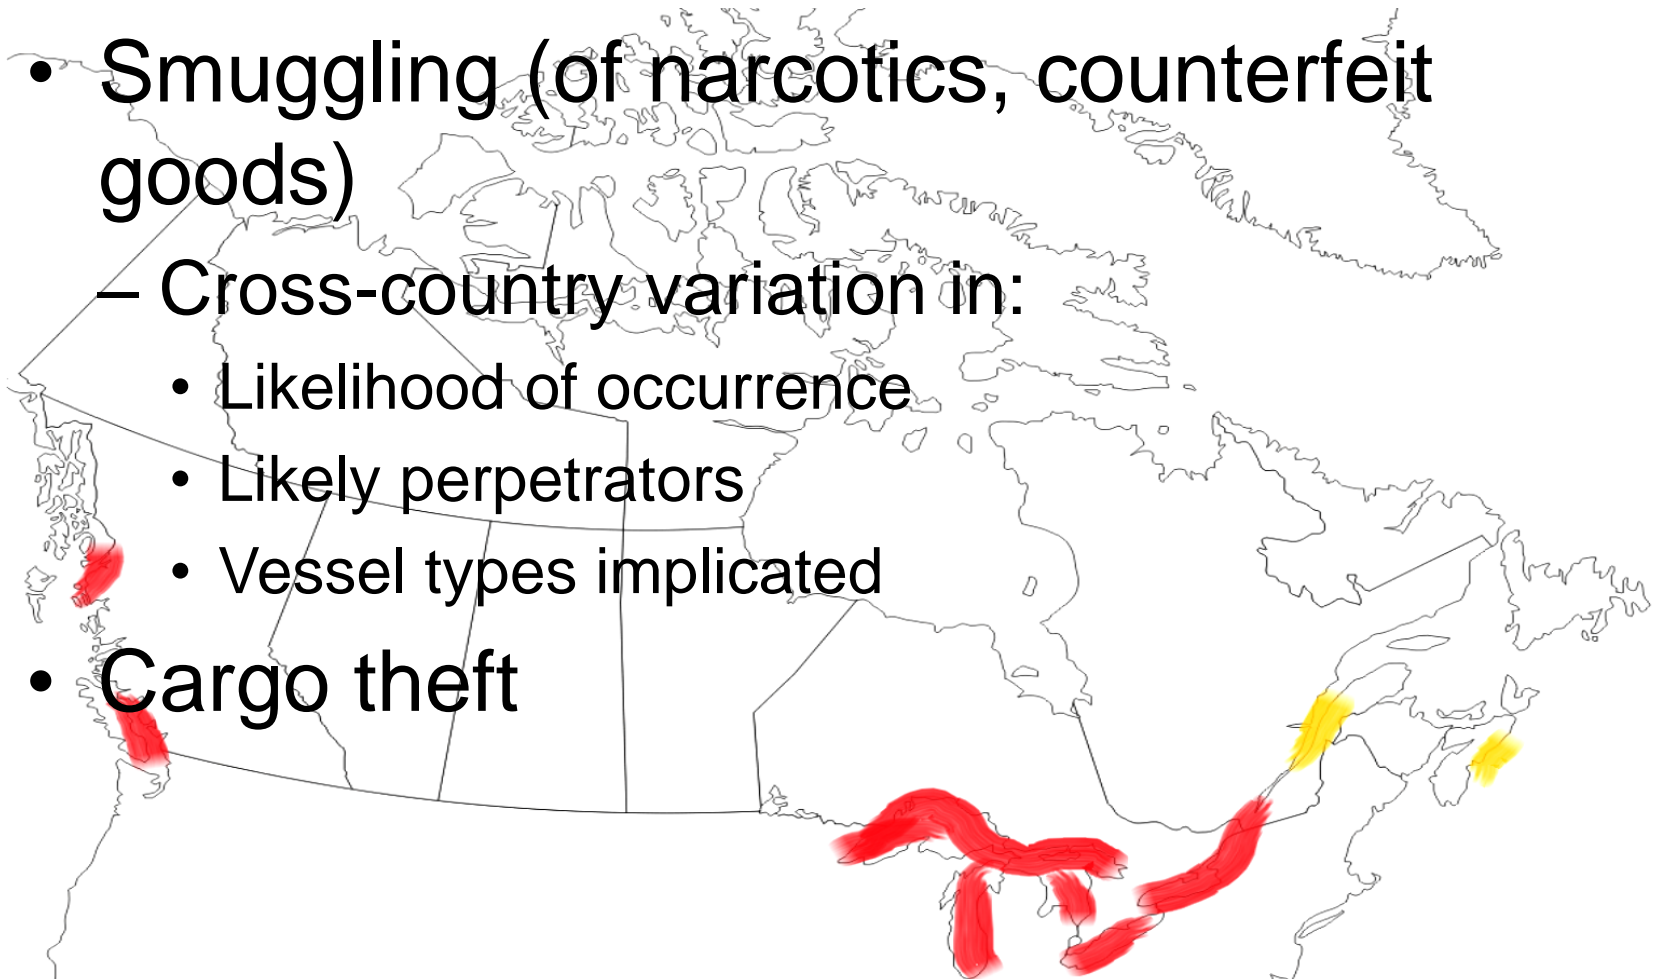 • Smuggling (of narcotics, counterfeit
goods)
– Cross-country variation in:
• Likelihood of occurrence
• Likely perpetrators
• Vessel types implicated
• Cargo theft